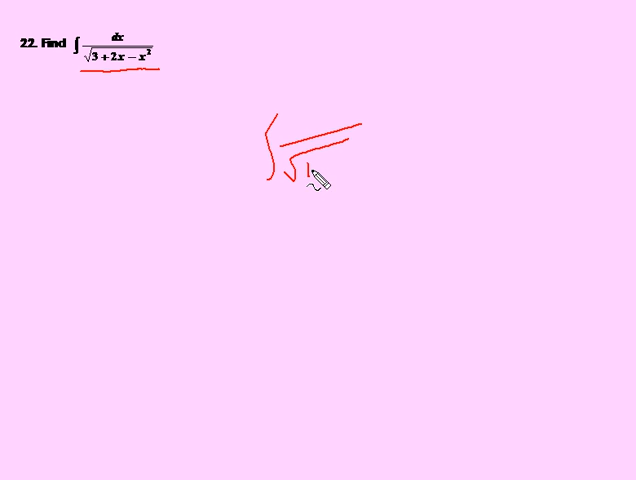 22. Find ∫ dx / √(3 + 2x − x²)
∫ √